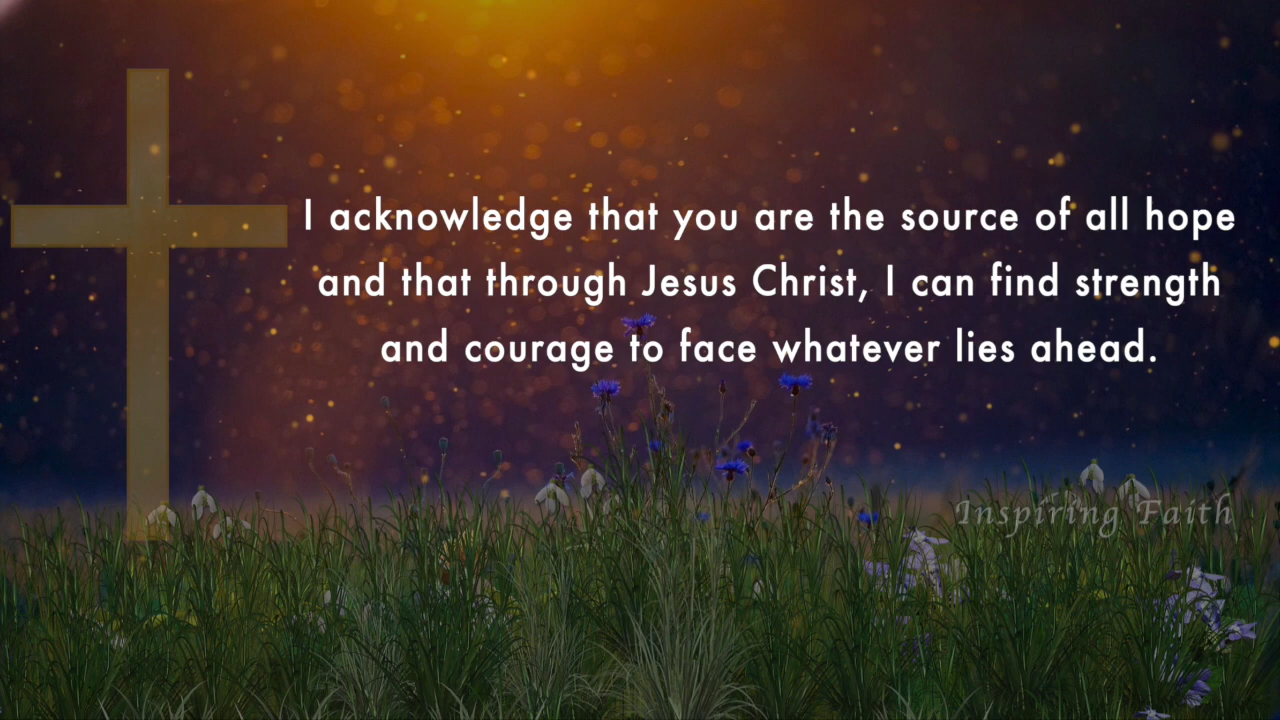 I acknowledge that you are the source of all hope
and that through Jesus Christ, I can find strength
and courage to face whatever lies ahead.
Inspiring Faith